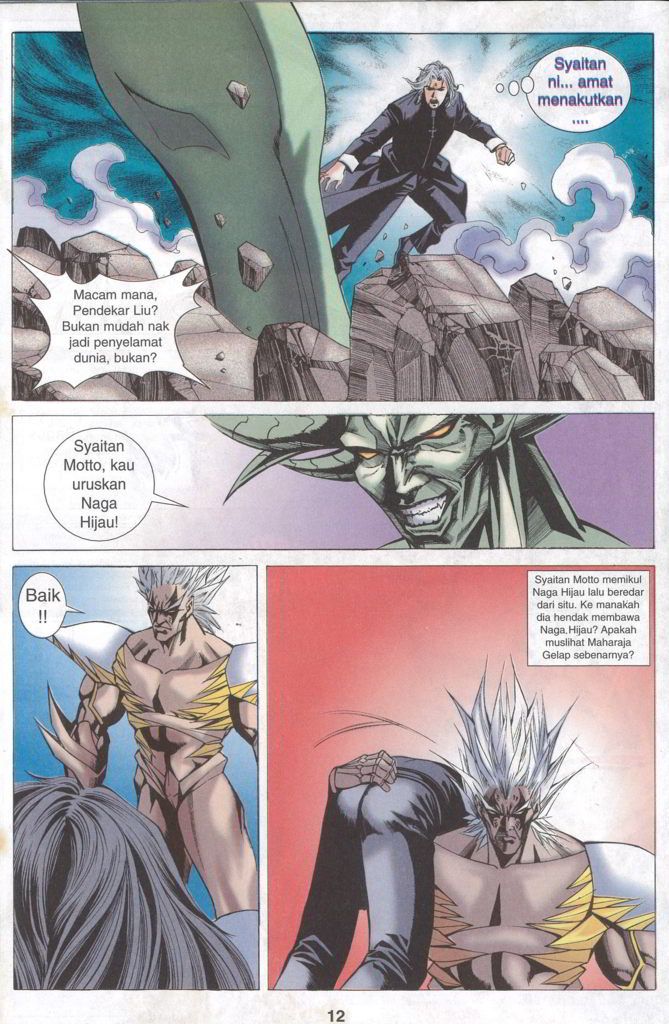 Syaitan
ni... amat
menakutkan
....
Macam mana,
Pendekar Liu?
Bukan mudah nak
jadi penyelamat
dunia, bukan?
Syaitan
Motto, kau
uruskan
Naga
Hijau!
Baik
!!
Syaitan Motto memikul
Naga Hijau lalu beredar
dari situ. Ke manakah
dia hendak membawa
Naga,Hijau? Apakah
muslihat Maharaja
Gelap sebenarnya?
12